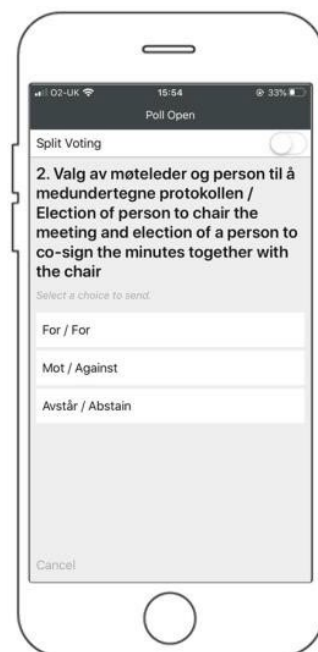 O2-UK 15:54 33%
Poll Open
Split Voting
2. Valg av møteleder og person til å
medundertegne protokollen /
Election of person to chair the
meeting and election of a person to
co-sign the minutes together with
the chair
Select a choice to send.
For / For
Mot / Against
Avstår / Abstain
Cancel